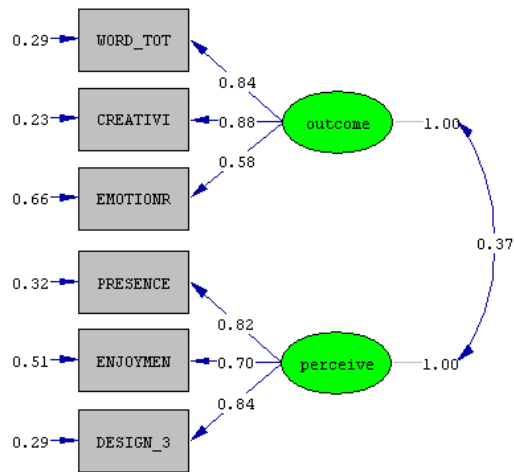 0.29 WORD_TOT
0.84
0.23 CREATIVI 0.88 outcome 1.00
0.58
0.66 EMOTIONR
0.37
0.32 PRESENCE
0.82
0.51 ENJOYMEN 0.70 perceive 1.00
0.84
0.29 DESIGN_3